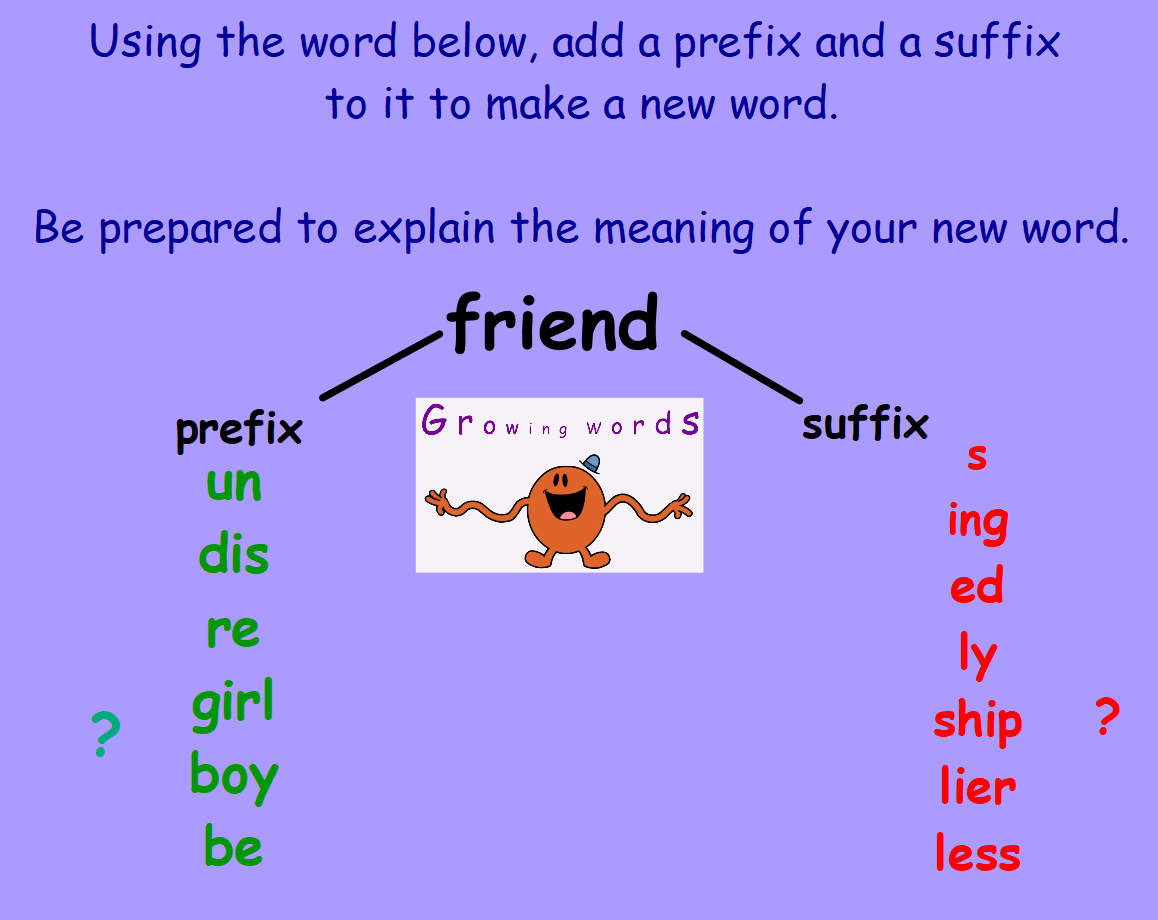 Using the word below, add a prefix and a suffix
to it to make a new word.
Be prepared to explain the meaning of your new word.
friend
prefix
un
dis
re
girl
boy
be
?
Growing words
suffix
s
ing
ed
ly
ship
lier
less
?